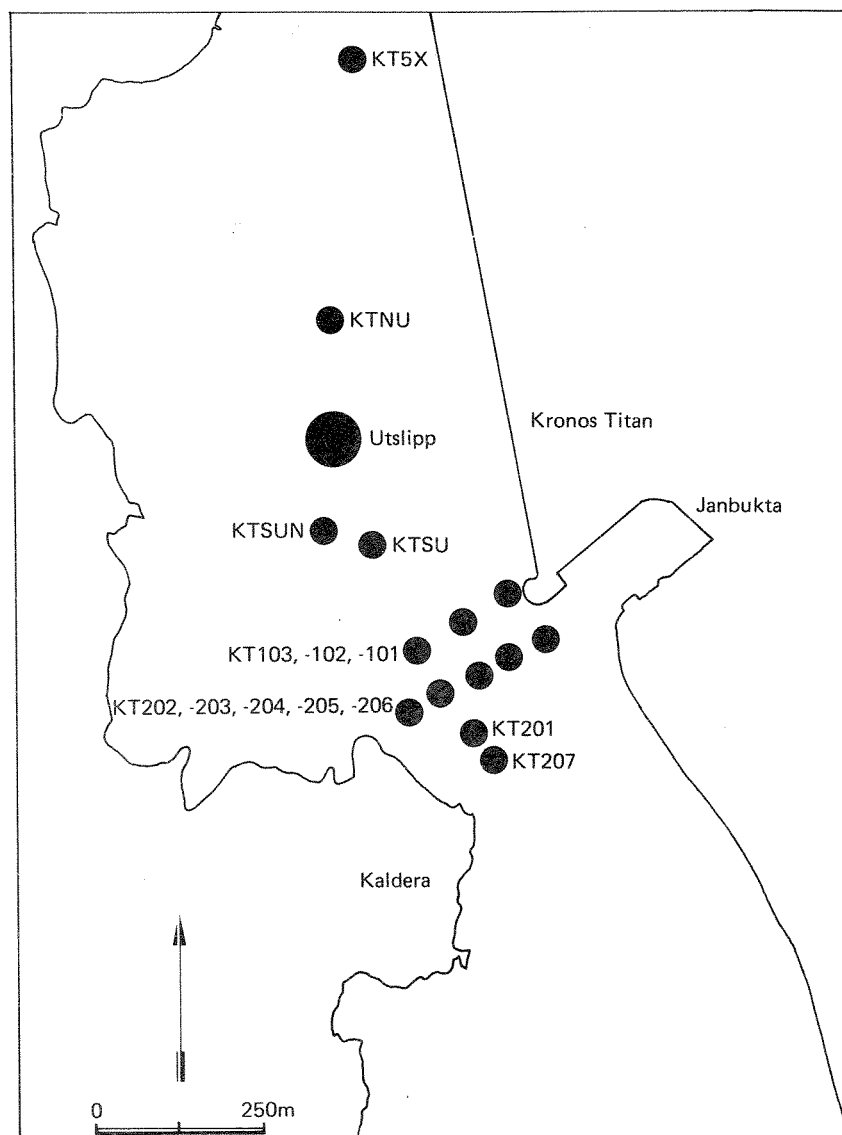 KT5X
KTNU
Utslipp
Kronos Titan
Janbukta
KTSUN
KTSU
KT103, -102, -101
KT202, -203, -204, -205, -206
KT201
KT207
Kaldera
0 250m